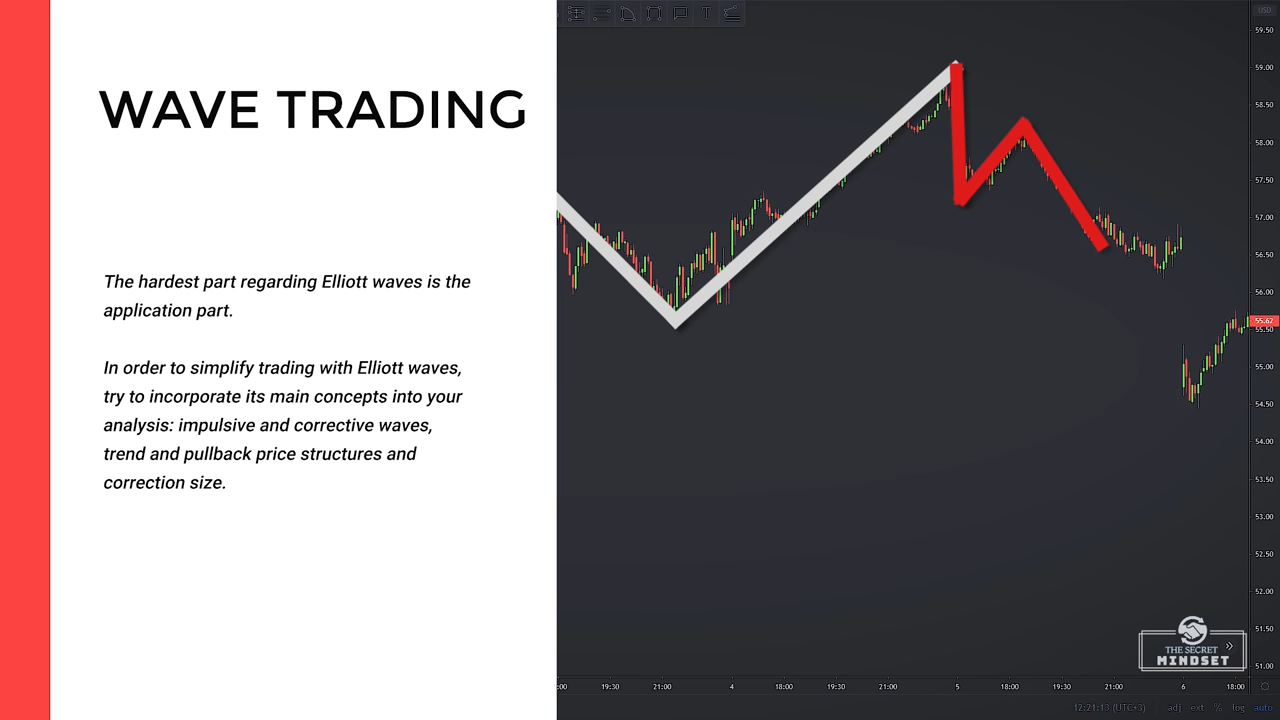 WAVE TRADING
The hardest part regarding Elliott waves is the
application part.
In order to simplify trading with Elliott waves,
try to incorporate its main concepts into your
analysis: impulsive and corrective waves,
trend and pullback price structures and
correction size.
T
USD
59.50
59.00
58.50
58.00
57.50
57.00
56.50
56.00
55.67
55.50
55.00
54.50
54.00
53.50
53.00
52.50
52.00
51.50
51.00
THE SECRET
MINDSET
:00 19:30 21:00 4 18:00 19:30 21:00 5 18:00 19:30 21:00 6 18:00
12:21:13 (UTC+3) adj ext % log auto